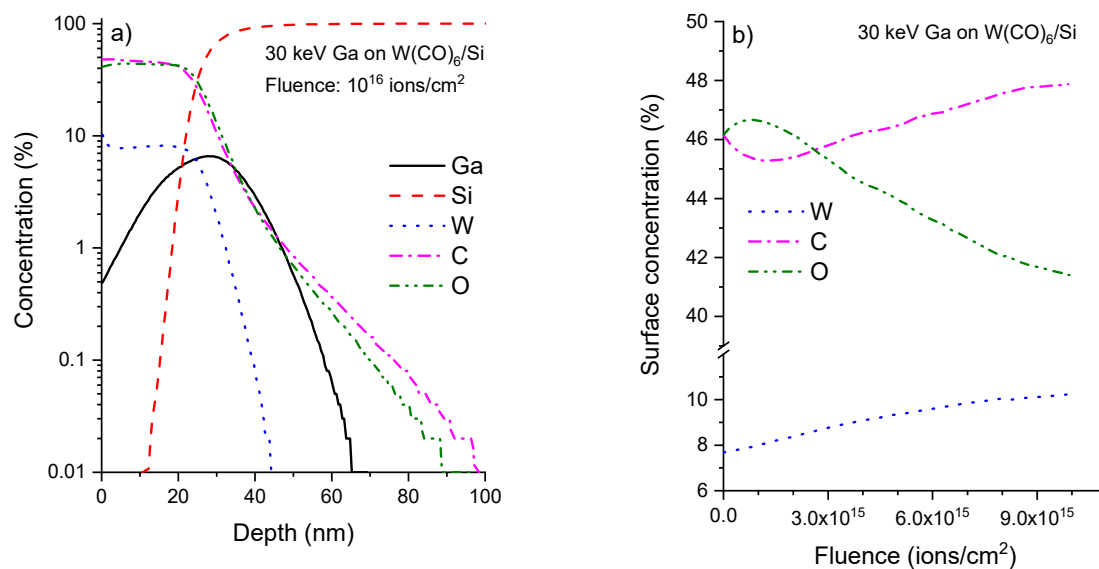 a)
30 keV Ga on W(CO)6/Si
Fluence: 10^16 ions/cm^2
100
10
1
0.1
0.01
Concentration (%)
Ga
Si
W
C
O
0 20 40 60 80 100
Depth (nm)
b)
30 keV Ga on W(CO)6/Si
50
48
46
44
42
40
10
8
6
Surface concentration (%)
W
C
O
0.0 3.0x10^15 6.0x10^15 9.0x10^15
Fluence (ions/cm^2)